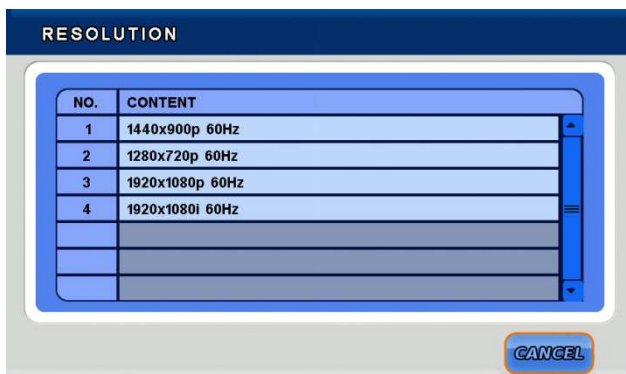 RESOLUTION
NO. CONTENT
1 1440x900p 60Hz
2 1280x720p 60Hz
3 1920x1080p 60Hz
4 1920x1080i 60Hz
CANCEL